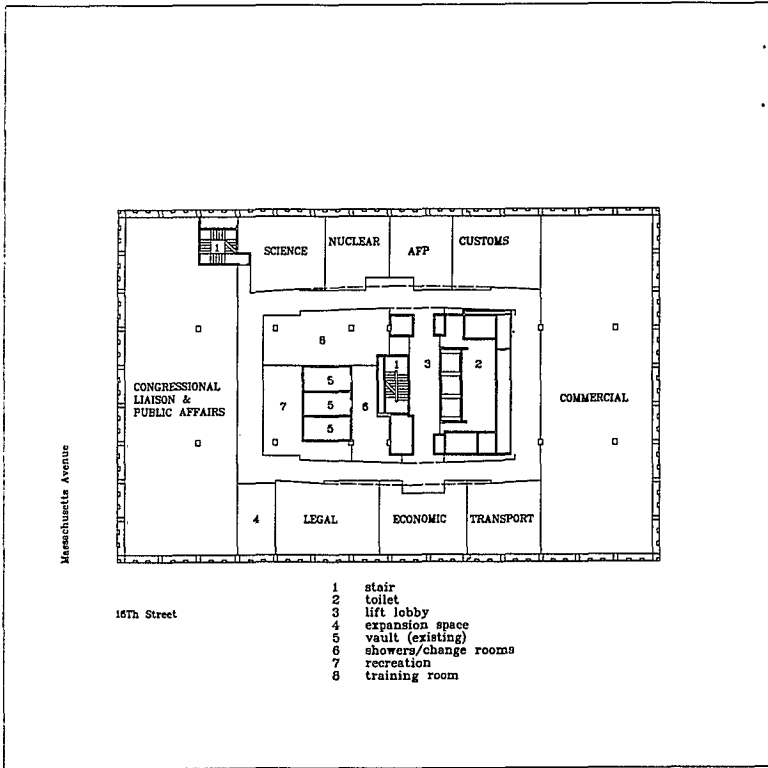 1
SCIENCE
NUCLEAR
AFP
CUSTOMS
8
1
3
2
5
CONGRESSIONAL
LIAISON &
PUBLIC AFFAIRS
7
5
6
COMMERCIAL
5
Massachusetts Avenue
4
LEGAL
ECONOMIC
TRANSPORT
16Th Street
1 stair
2 toilet
3 lift lobby
4 expansion space
5 vault (existing)
6 showers/change rooms
7 recreation
8 training room